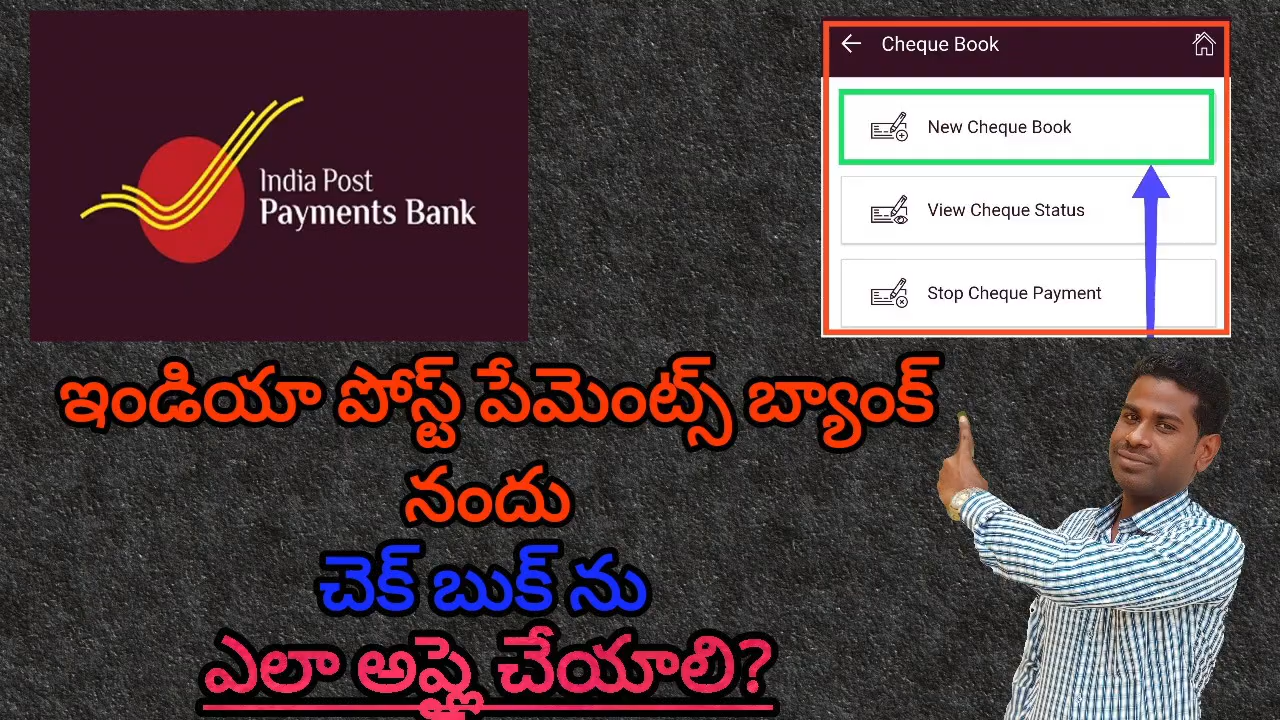 India Post
Payments Bank
Cheque Book
New Cheque Book
View Cheque Status
Stop Cheque Payment
ఇండియా పోస్ట్ పేమెంట్స్ బ్యాంక్
నందు
చెక్ బుక్ ను
ఎలా అప్లై చేయాలి?